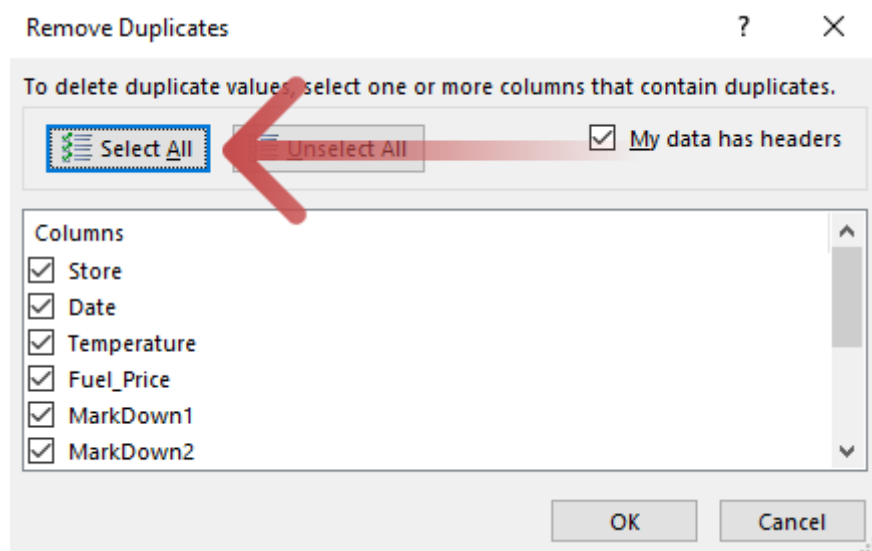 Remove Duplicates ?
To delete duplicate values, select one or more columns that contain duplicates.
Select All Unselect All My data has headers
Columns
Store
Date
Temperature
Fuel_Price
MarkDown1
MarkDown2
OK Cancel